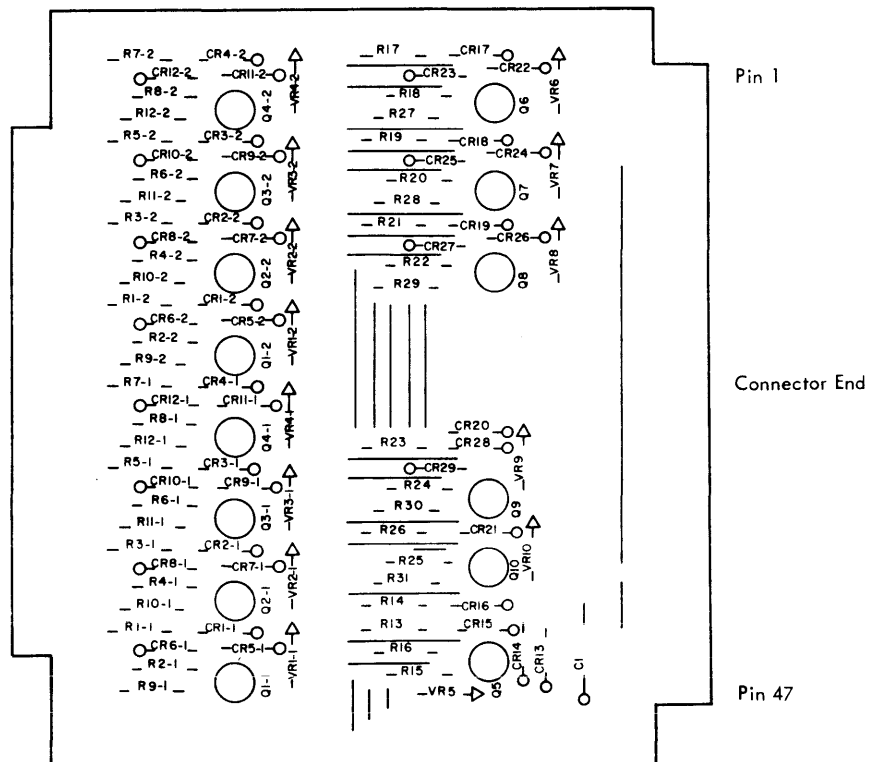 R7-2 CR4-2 R17 CR17
CR12-2 CR11-2 VR4-2 CR23 CR22 VR6 Pin 1
R8-2 Q4-2 R18 Q6
R12-2 R27
R5-2 CR3-2 R19 CR18
CR10-2 CR9-2 VR3-2 CR25 CR24 VR7
R6-2 Q3-2 R20 Q7
R11-2 R28
R3-2 CR2-2 R21 CR19
CR8-2 CR7-2 VR2-2 CR27 CR26 VR8
R4-2 Q2-2 R22 Q8
R10-2 R29
R1-2 CR1-2
CR6-2 CR5-2 VR1-2
R2-2 Q1-2
R9-2
R7-1 CR4-1 Connector End
CR12-1 CR11-1 VR4-1
R8-1 Q4-1 CR20
R12-1 R23 CR28 VR9
R5-1 CR3-1 CR29
CR10-1 CR9-1 VR3-1 R24 Q9
R6-1 Q3-1 R30
R11-1 R26 CR21 VR10
R3-1 CR2-1 R25 Q10
CR8-1 CR7-1 VR2-1
R4-1 Q2-1 R31
R10-1 R14 CR16
R1-1 CR1-1 R13 CR15
CR6-1 CR5-1 VR1-1 R16 CR14 CR13 C1
R2-1 Q1-1 R15 Q5
R9-1 VR5 Pin 47